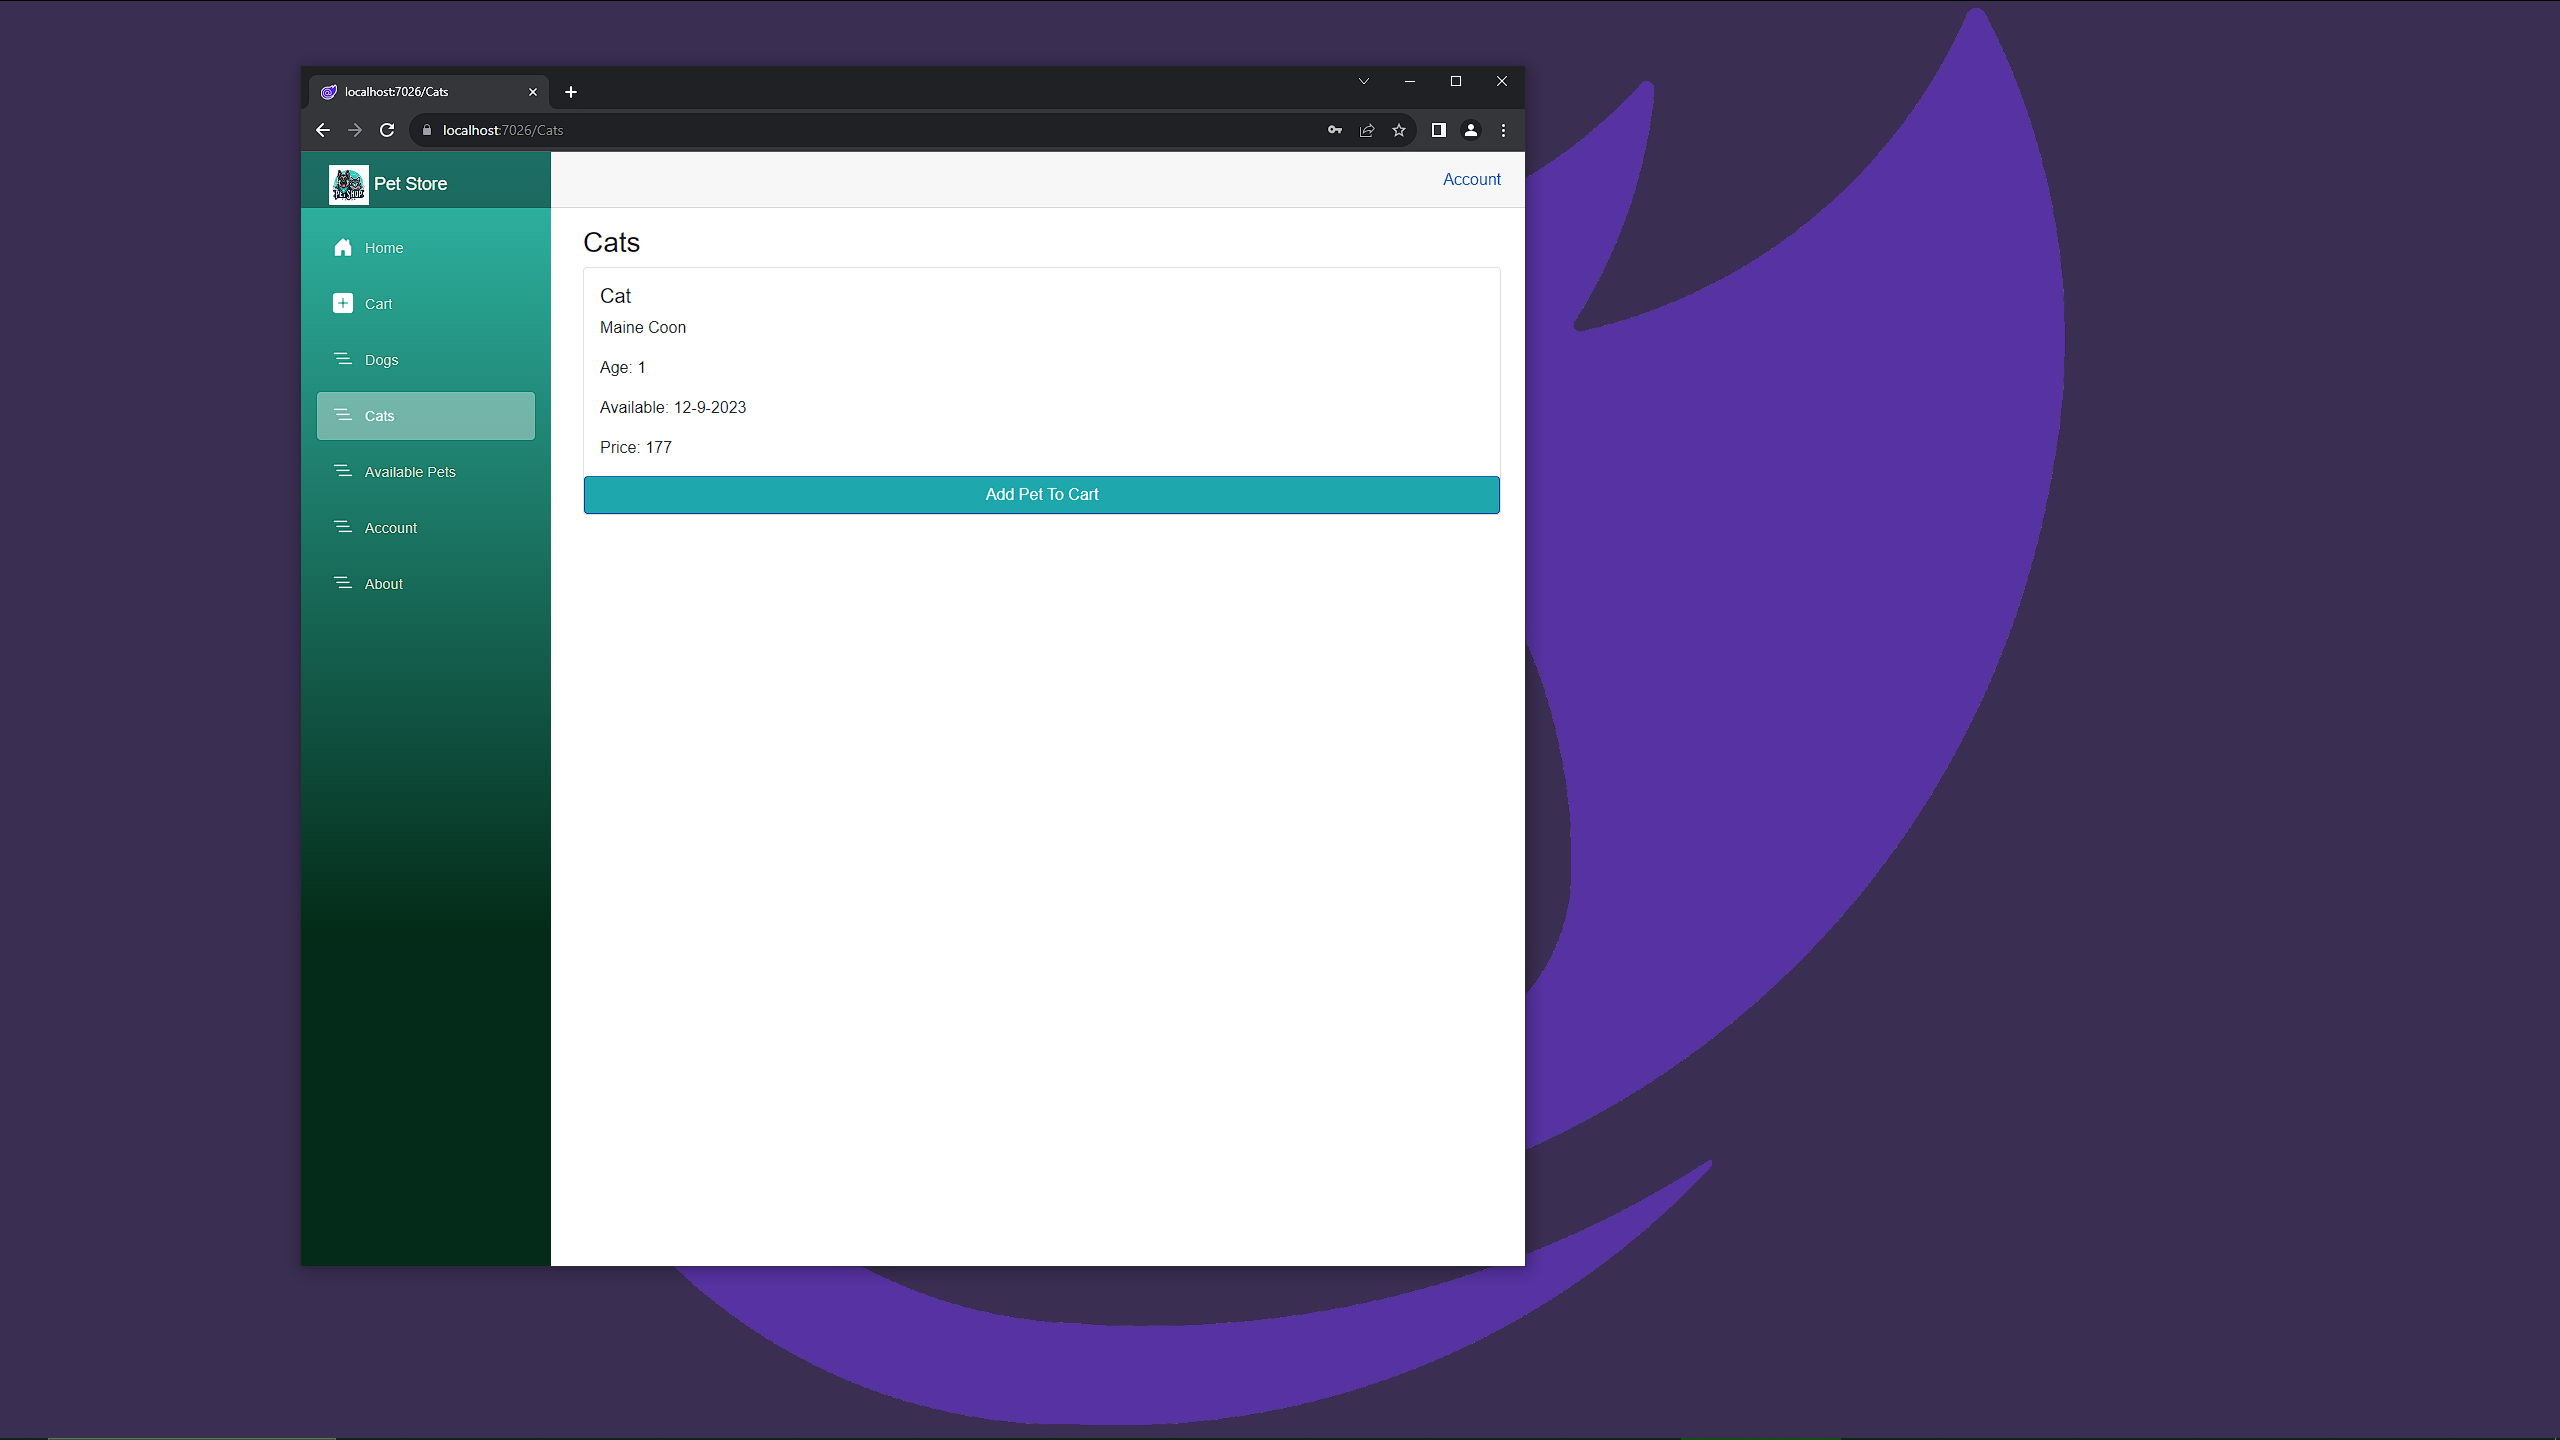 localhost:7026/Cats
localhost:7026/Cats
PETSHOP
Pet Store
Account
Home
Cart
Dogs
Cats
Available Pets
Account
About
Cats
Cat
Maine Coon
Age: 1
Available: 12-9-2023
Price: 177
Add Pet To Cart